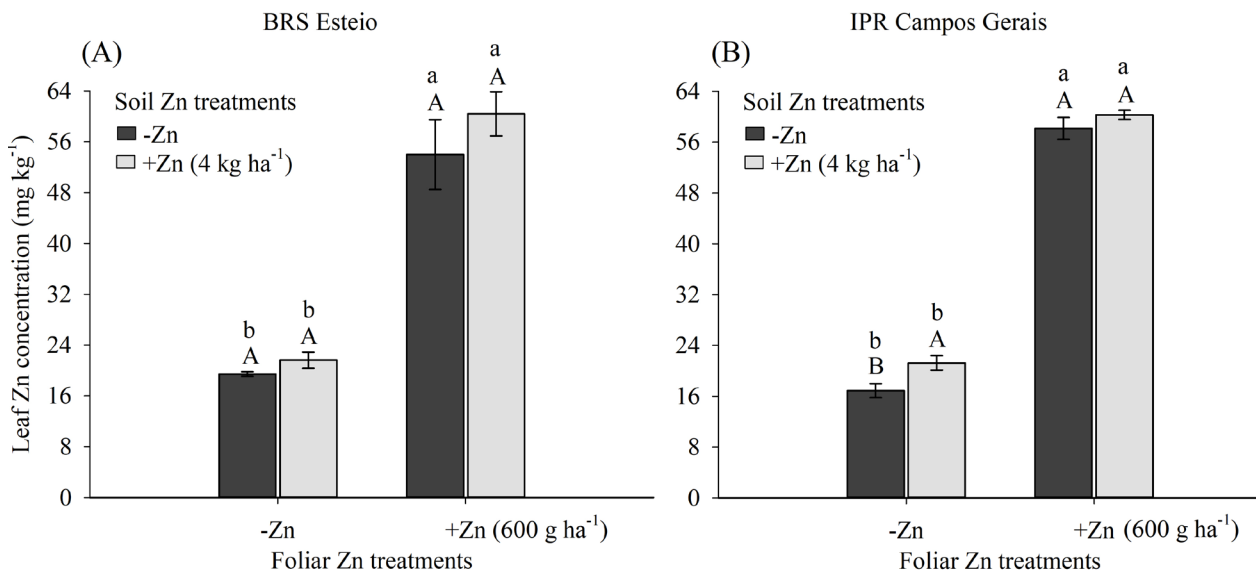 BRS Esteio
(A)
Leaf Zn concentration (mg kg⁻¹)
64
56
48
40
32
24
16
8
0
Soil Zn treatments
-Zn
+Zn (4 kg ha⁻¹)
b
A
b
A
a
A
a
A
-Zn
+Zn (600 g ha⁻¹)
Foliar Zn treatments
IPR Campos Gerais
(B)
64
56
48
40
32
24
16
8
0
Soil Zn treatments
-Zn
+Zn (4 kg ha⁻¹)
b
B
b
A
a
A
a
A
-Zn
+Zn (600 g ha⁻¹)
Foliar Zn treatments